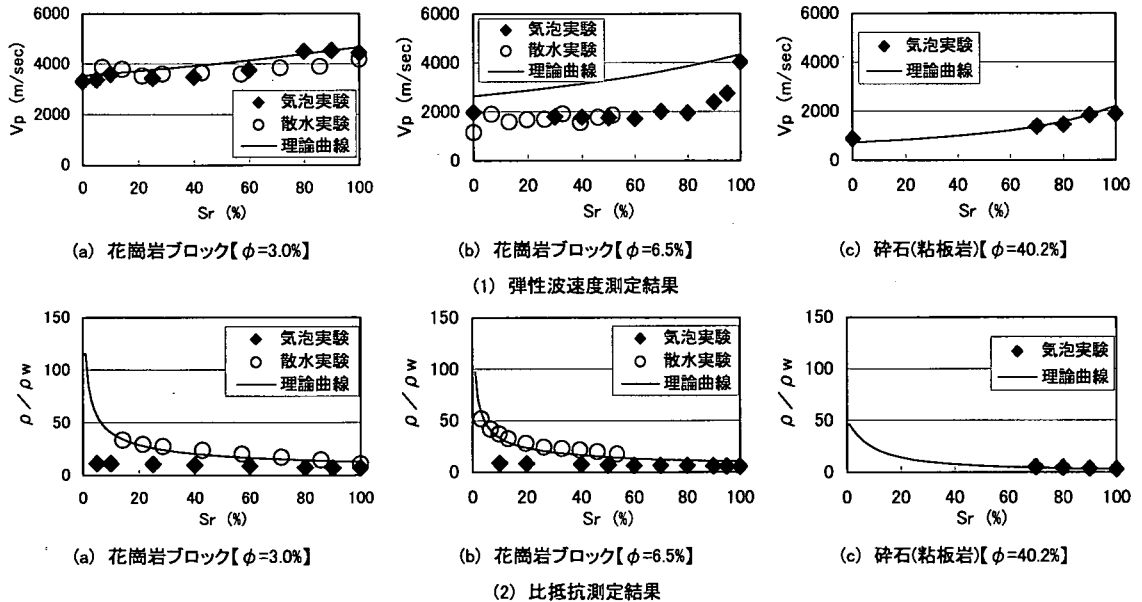 Vp (m/sec)
6000
4000
2000
0
◆ 気泡実験
○ 散水実験
— 理論曲線
0 20 40 60 80 100
Sr (%)
(a) 花崗岩ブロック【φ=3.0%】
Vp (m/sec)
6000
4000
2000
0
◆ 気泡実験
○ 散水実験
— 理論曲線
0 20 40 60 80 100
Sr (%)
(b) 花崗岩ブロック【φ=6.5%】
Vp (m/sec)
6000
4000
2000
0
◆ 気泡実験
— 理論曲線
0 20 40 60 80 100
Sr (%)
(c) 砕石(粘板岩)【φ=40.2%】
(1) 弾性波速度測定結果
ρ/ρw
150
100
50
0
◆ 気泡実験
○ 散水実験
— 理論曲線
0 20 40 60 80 100
Sr (%)
(a) 花崗岩ブロック【φ=3.0%】
ρ/ρw
150
100
50
0
◆ 気泡実験
○ 散水実験
— 理論曲線
0 20 40 60 80 100
Sr (%)
(b) 花崗岩ブロック【φ=6.5%】
ρ/ρw
150
100
50
0
◆ 気泡実験
— 理論曲線
0 20 40 60 80 100
Sr (%)
(c) 砕石(粘板岩)【φ=40.2%】
(2) 比抵抗測定結果